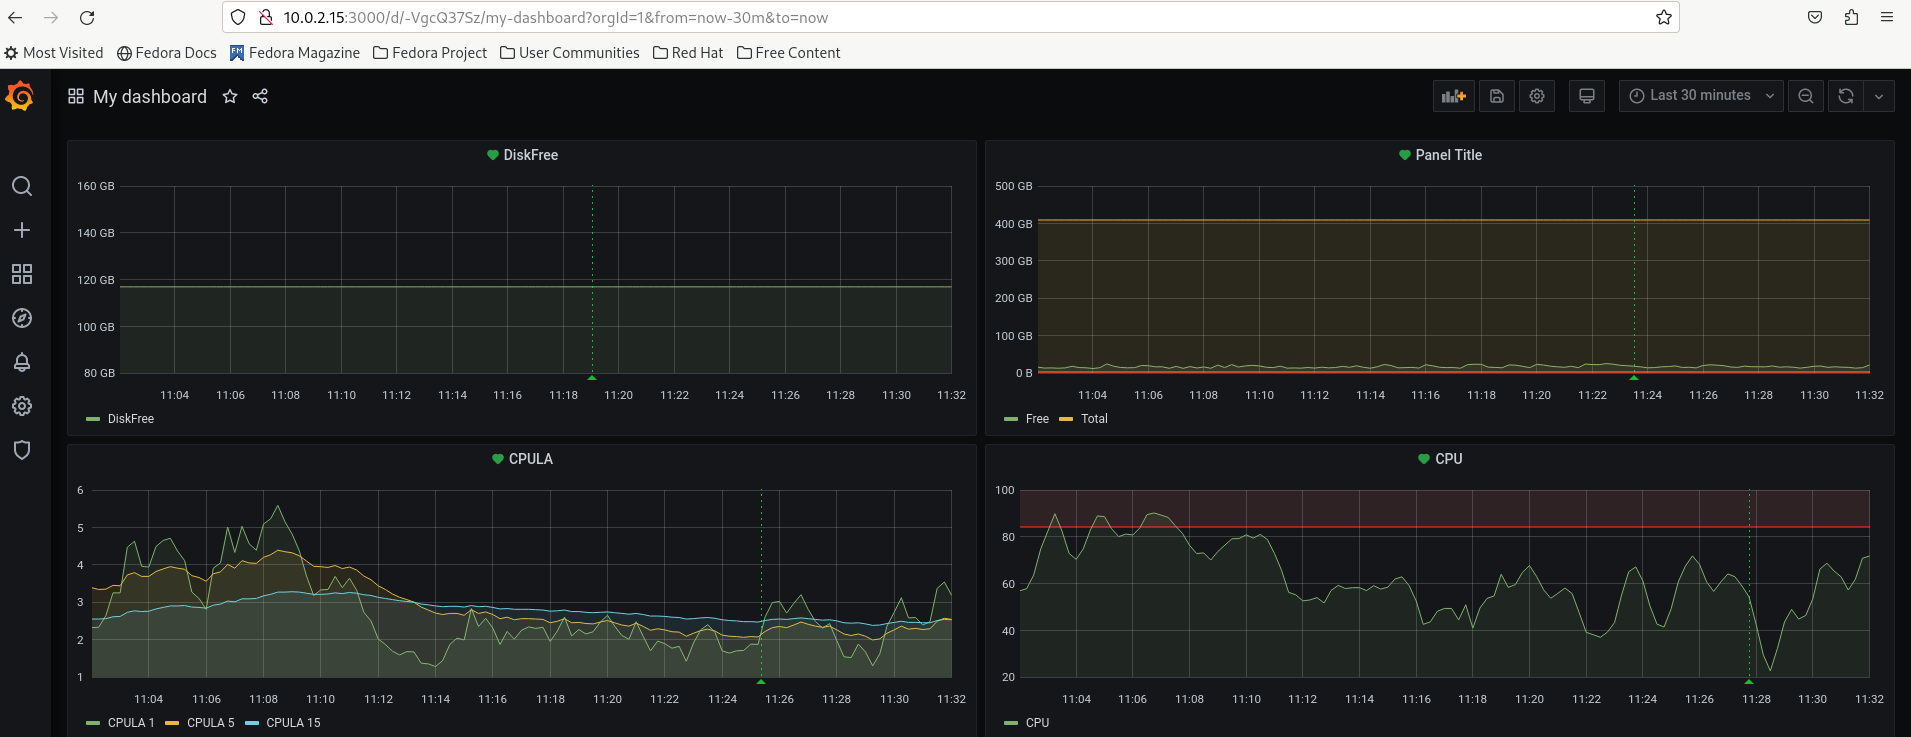 10.0.2.15:3000/d/-VgcQ37Sz/my-dashboard?orgId=1&from=now-30m&to=now
Most Visited Fedora Docs FM Fedora Magazine Fedora Project User Communities Red Hat Free Content
My dashboard Last 30 minutes
DiskFree
160 GB
140 GB
120 GB
100 GB
80 GB
11:04 11:06 11:08 11:10 11:12 11:14 11:16 11:18 11:20 11:22 11:24 11:26 11:28 11:30 11:32
DiskFree
Panel Title
500 GB
400 GB
300 GB
200 GB
100 GB
0 B
11:04 11:06 11:08 11:10 11:12 11:14 11:16 11:18 11:20 11:22 11:24 11:26 11:28 11:30 11:32
Free Total
CPULA
6
5
4
3
2
1
11:04 11:06 11:08 11:10 11:12 11:14 11:16 11:18 11:20 11:22 11:24 11:26 11:28 11:30 11:32
CPULA 1 CPULA 5 CPULA 15
CPU
100
80
60
40
20
11:04 11:06 11:08 11:10 11:12 11:14 11:16 11:18 11:20 11:22 11:24 11:26 11:28 11:30 11:32
CPU